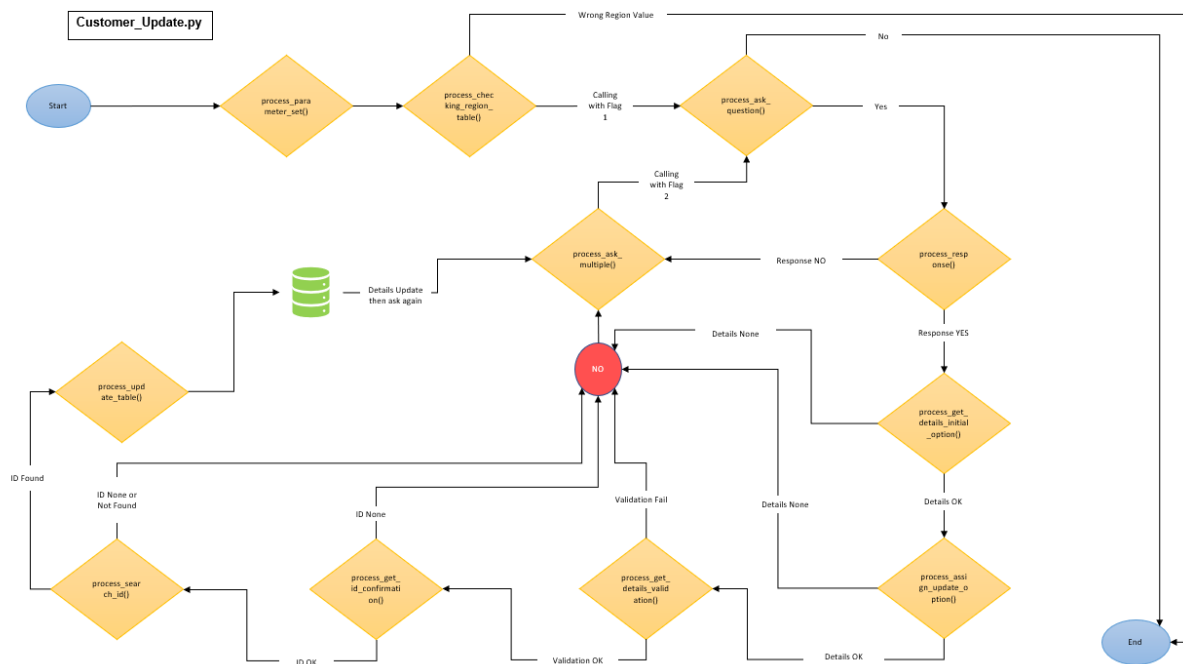 Customer_Update.py
Wrong Region Value
No
Start
process_para
meter_set()
process_chec
king_region_
table()
Calling
with Flag
1
process_ask_
question()
Yes
Calling
with Flag
2
process_ask_
multiple()
Response NO
process_resp
onse()
Details Update
then ask again
Response YES
Details None
NO
process_upd
ate_table()
process_get_
details_initial
_option()
ID Found
ID None or
Not Found
ID None
Validation Fail
Details None
Details OK
process_sear
ch_id()
process_get_
id_confirmati
on()
process_get_
details_valid
ation()
process_assi
gn_update_o
ption()
End
ID OK
Validation OK
Details OK